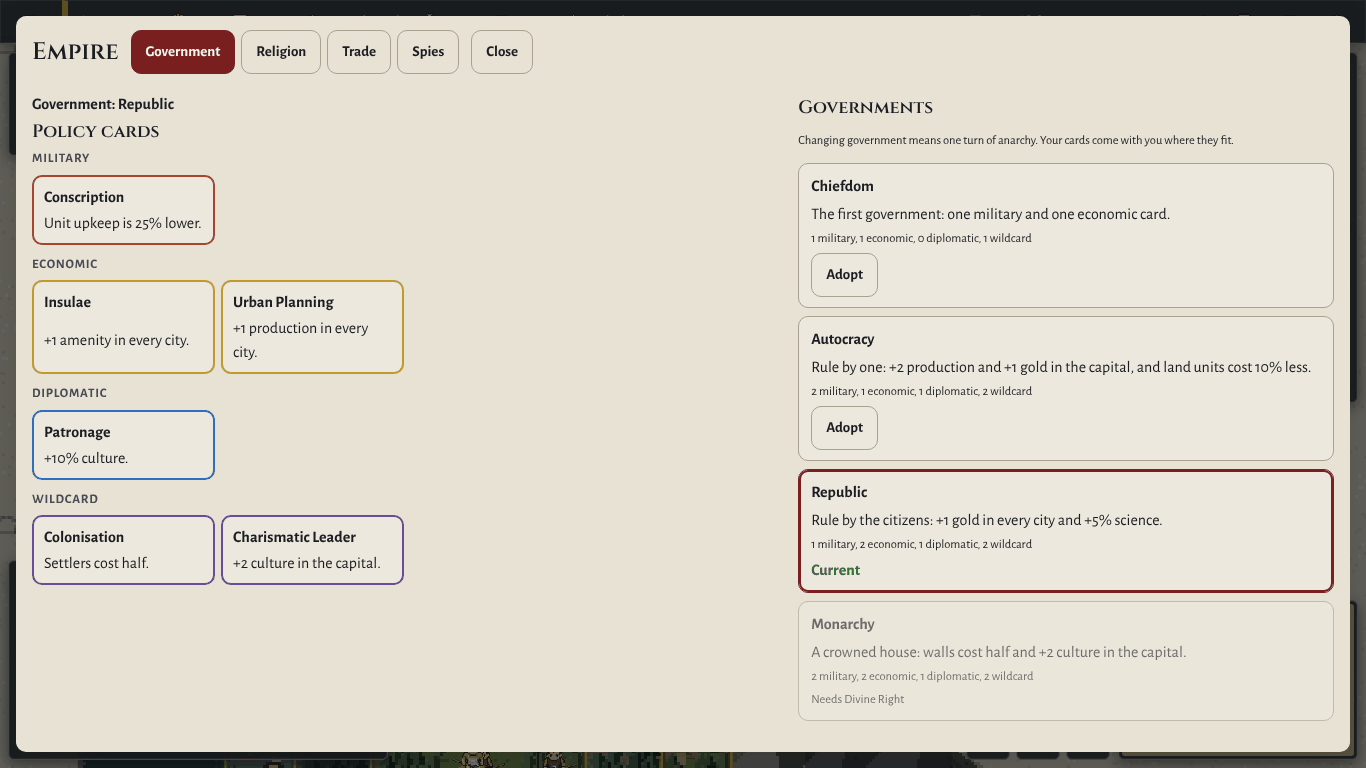 Empire
Government
Religion
Trade
Spies
Close
Government: Republic
Policy cards
MILITARY
Conscription
Unit upkeep is 25% lower.
ECONOMIC
Insulae
+1 amenity in every city.
Urban Planning
+1 production in every
city.
DIPLOMATIC
Patronage
+10% culture.
WILDCARD
Colonisation
Settlers cost half.
Charismatic Leader
+2 culture in the capital.
Governments
Changing government means one turn of anarchy. Your cards come with you where they fit.
Chiefdom
The first government: one military and one economic card.
1 military, 1 economic, 0 diplomatic, 1 wildcard
Adopt
Autocracy
Rule by one: +2 production and +1 gold in the capital, and land units cost 10% less.
2 military, 1 economic, 1 diplomatic, 2 wildcard
Adopt
Republic
Rule by the citizens: +1 gold in every city and +5% science.
1 military, 2 economic, 1 diplomatic, 2 wildcard
Current
Monarchy
A crowned house: walls cost half and +2 culture in the capital.
2 military, 2 economic, 1 diplomatic, 2 wildcard
Needs Divine Right